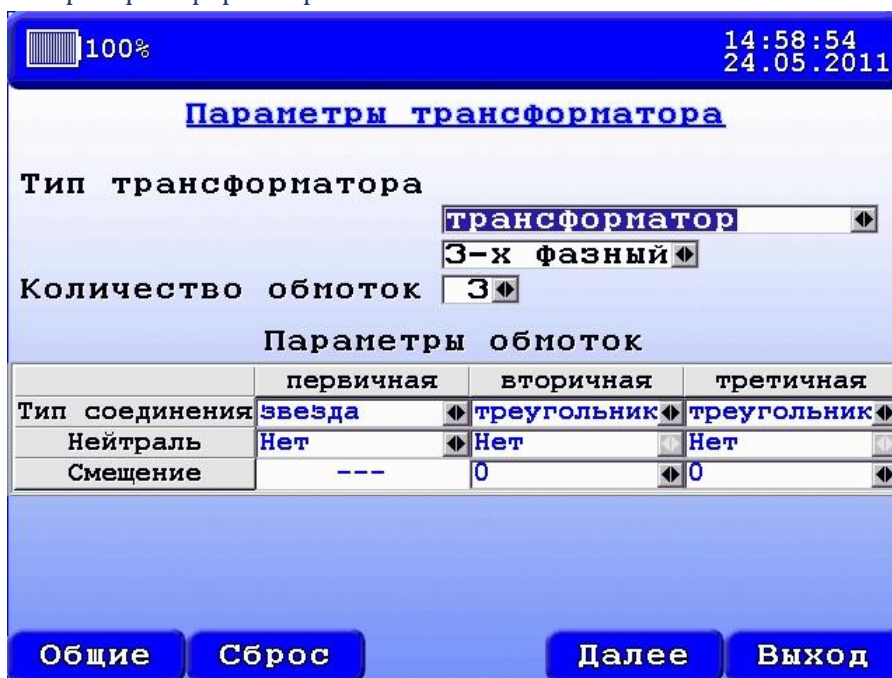 100%
14:58:54
24.05.2011
Параметры трансформатора
Тип трансформатора
трансформатор
3-х фазный
Количество обмоток 3
Параметры обмоток
первичная вторичная третичная
Тип соединения звезда треугольник треугольник
Нейтраль Нет Нет Нет
Смещение --- 0 0
Общие Сброс Далее Выход